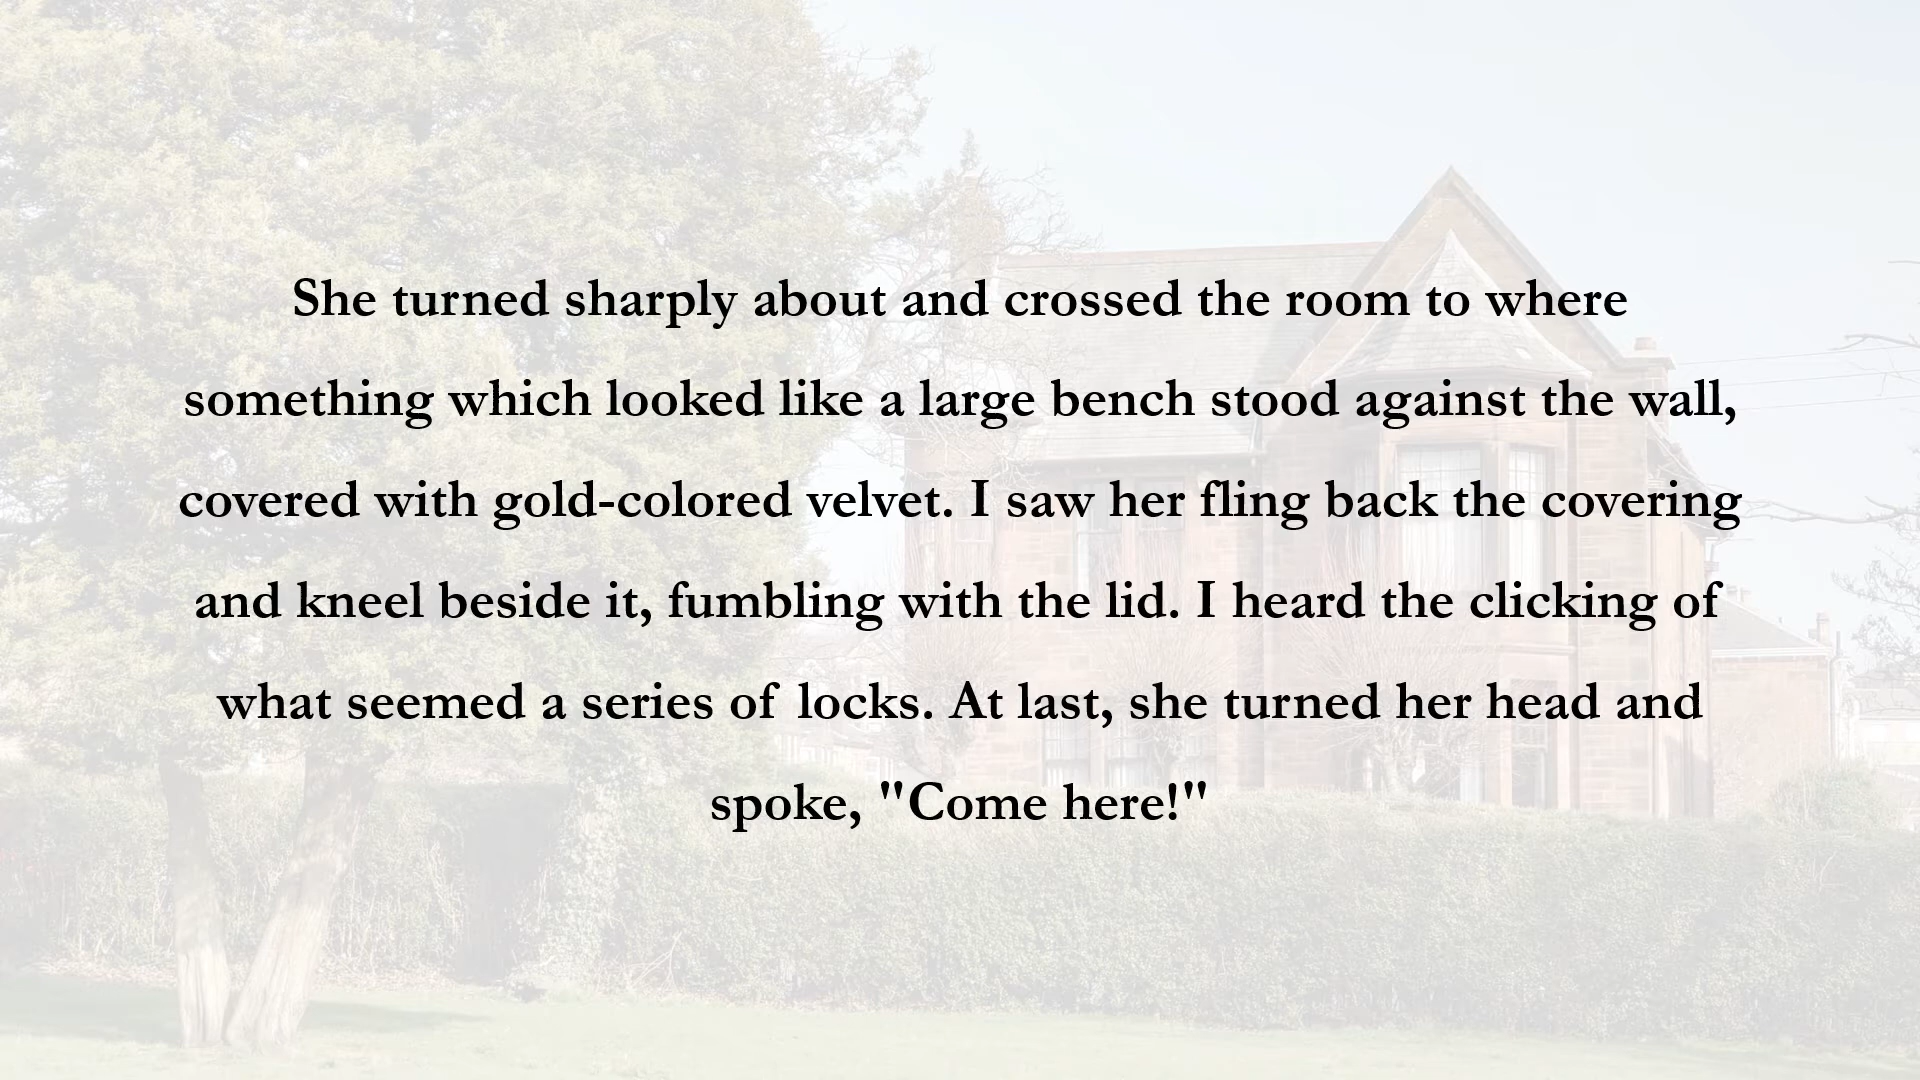 She turned sharply about and crossed the room to where
something which looked like a large bench stood against the wall,
covered with gold-colored velvet. I saw her fling back the covering
and kneel beside it, fumbling with the lid. I heard the clicking of
what seemed a series of locks. At last, she turned her head and
spoke, "Come here!"